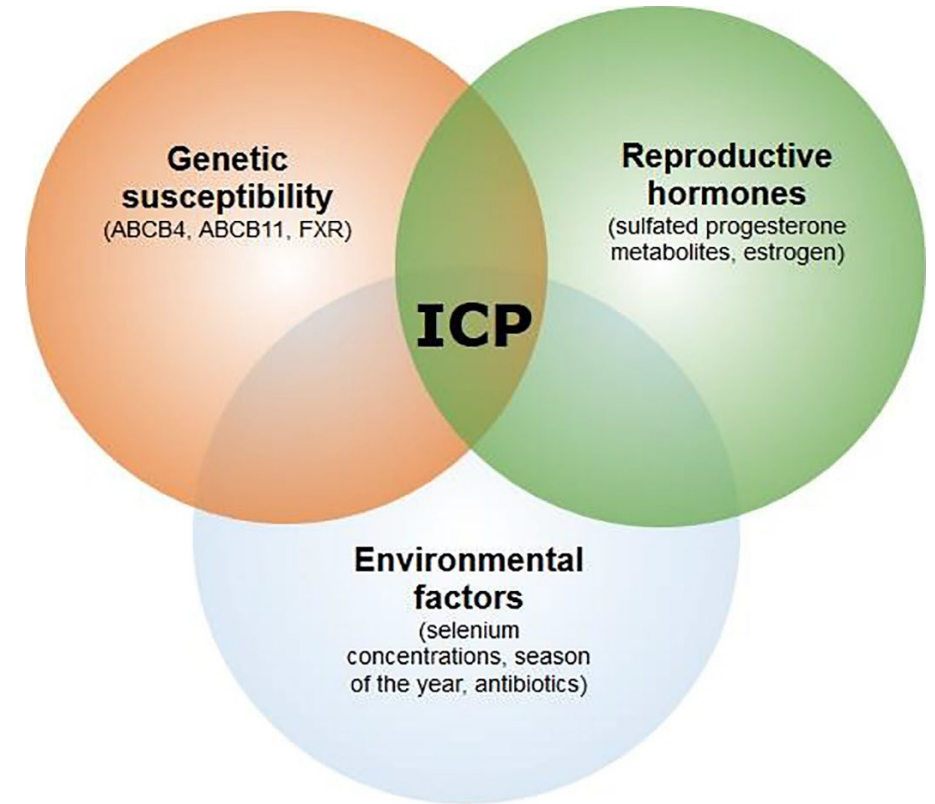 Genetic
susceptibility
(ABCB4, ABCB11, FXR)
Reproductive
hormones
(sulfated progesterone
metabolites, estrogen)
ICP
Environmental
factors
(selenium
concentrations, season
of the year, antibiotics)